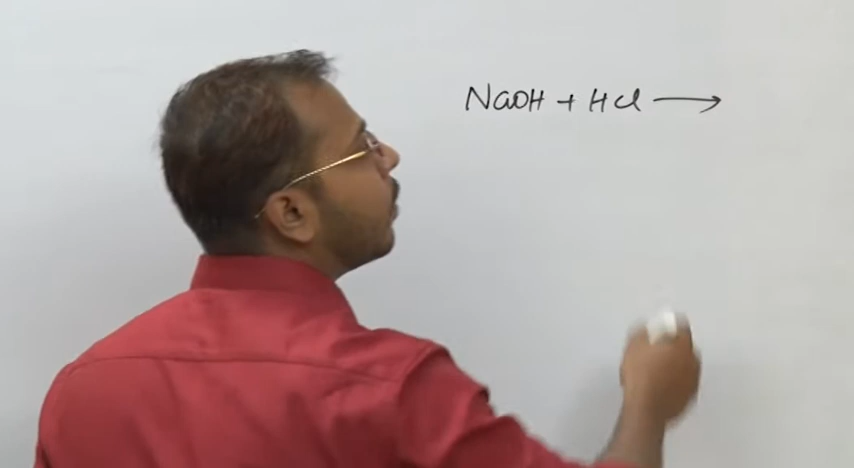 NaOH + HCl ⟶